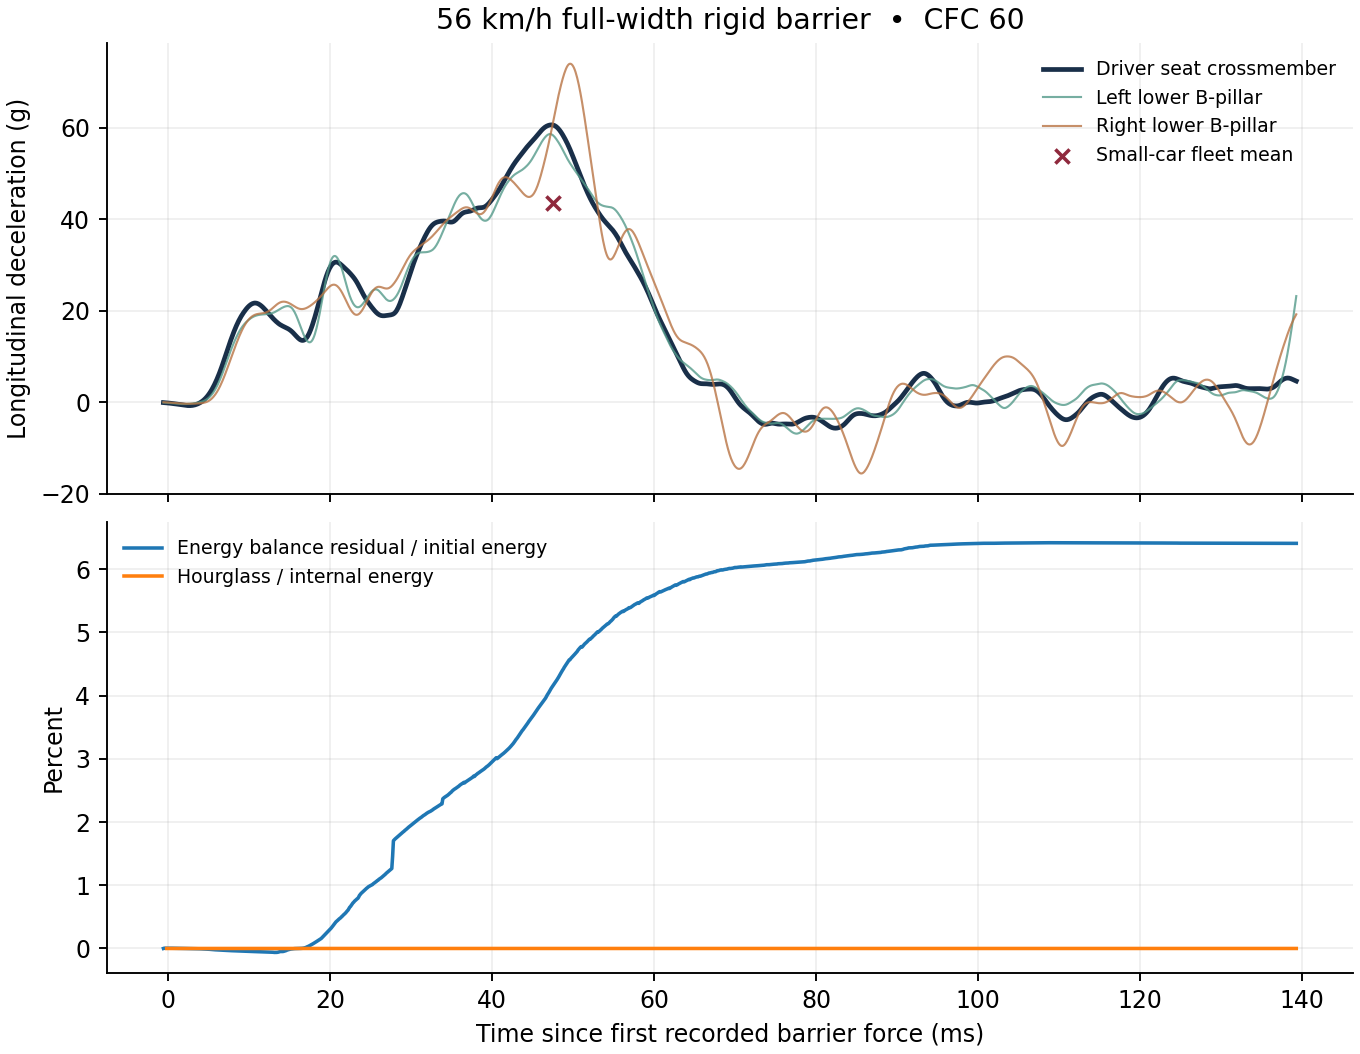 56 km/h full-width rigid barrier • CFC 60
Longitudinal deceleration (g)
60
40
20
0
−20
Driver seat crossmember
Left lower B-pillar
Right lower B-pillar
Small-car fleet mean
Percent
6
5
4
3
2
1
0
Energy balance residual / initial energy
Hourglass / internal energy
0 20 40 60 80 100 120 140
Time since first recorded barrier force (ms)